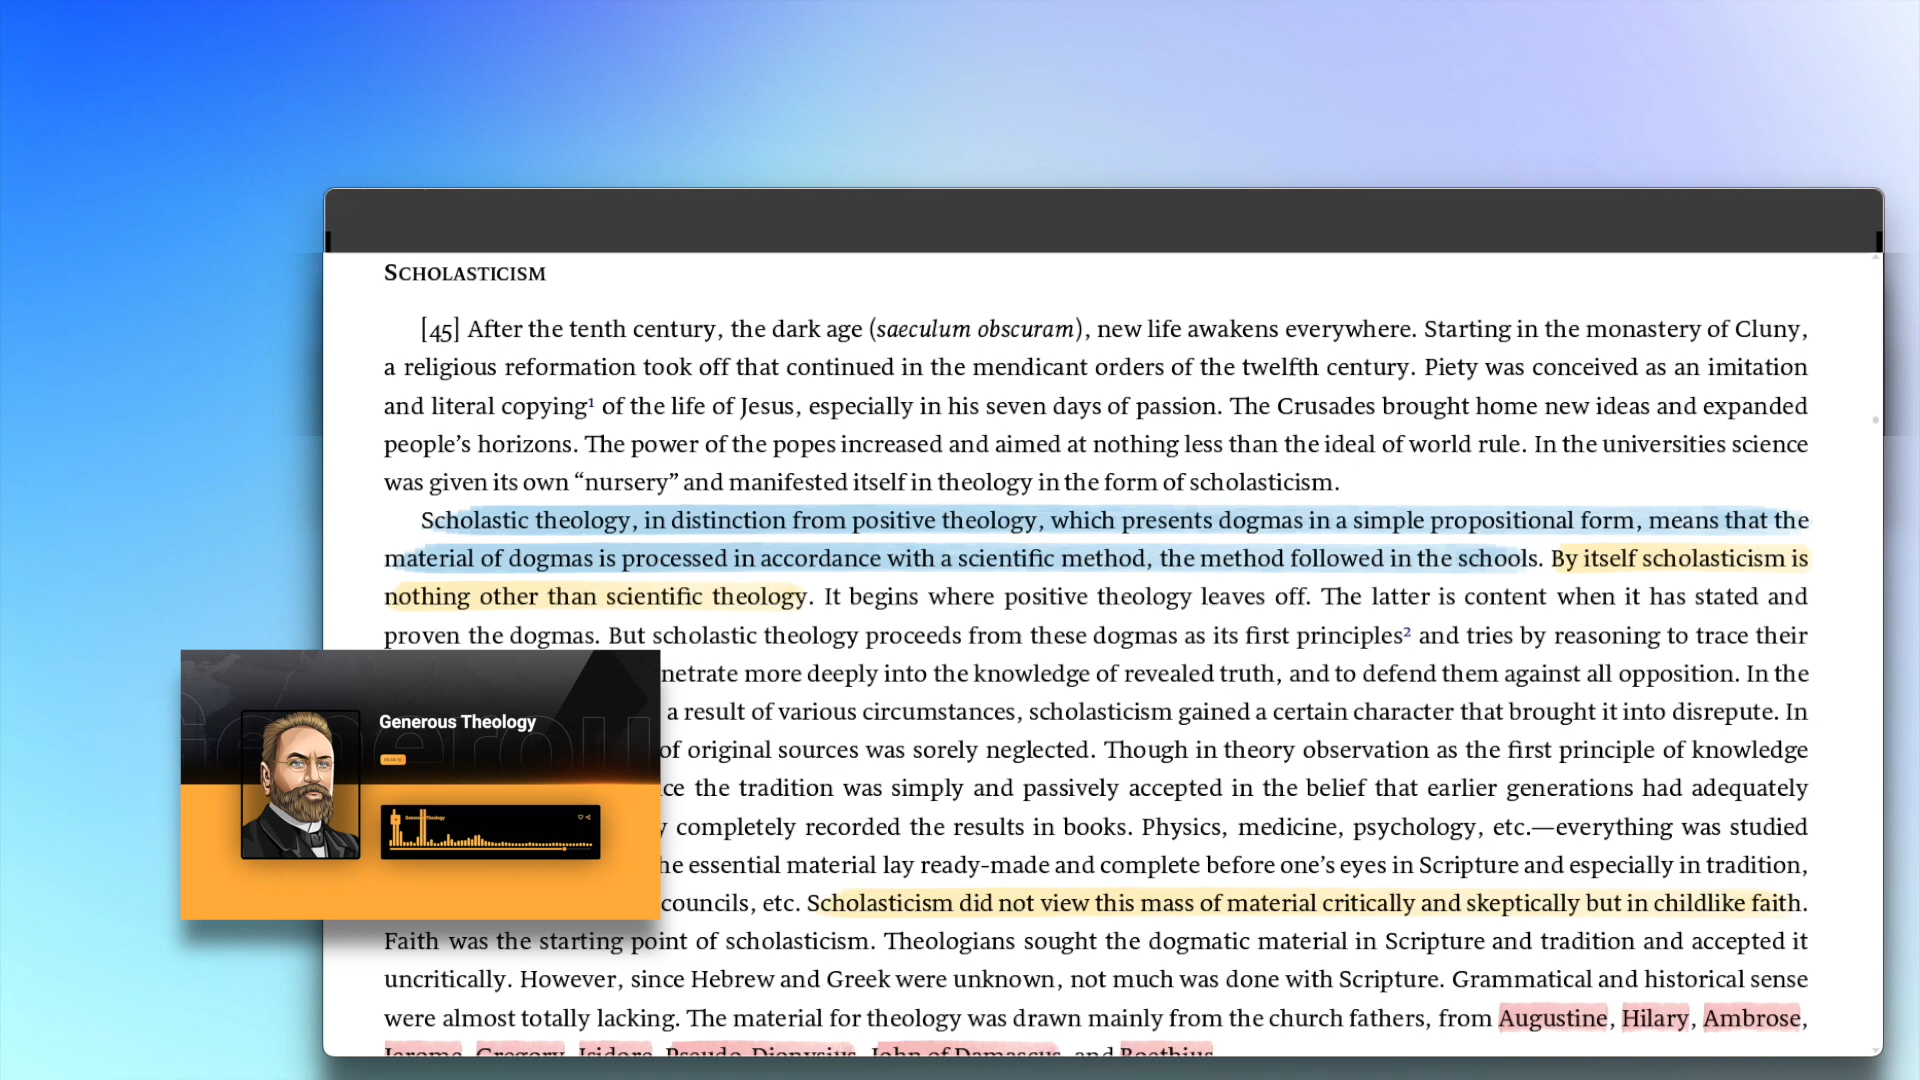 SCHOLASTICISM
[45] After the tenth century, the dark age (saeculum obscuram), new life awakens everywhere. Starting in the monastery of Cluny,
a religious reformation took off that continued in the mendicant orders of the twelfth century. Piety was conceived as an imitation
and literal copying¹ of the life of Jesus, especially in his seven days of passion. The Crusades brought home new ideas and expanded
people’s horizons. The power of the popes increased and aimed at nothing less than the ideal of world rule. In the universities science
was given its own “nursery” and manifested itself in theology in the form of scholasticism.
Scholastic theology, in distinction from positive theology, which presents dogmas in a simple propositional form, means that the
material of dogmas is processed in accordance with a scientific method, the method followed in the schools. By itself scholasticism is
nothing other than scientific theology. It begins where positive theology leaves off. The latter is content when it has stated and
proven the dogmas. But scholastic theology proceeds from these dogmas as its first principles² and tries by reasoning to trace their
netrate more deeply into the knowledge of revealed truth, and to defend them against all opposition. In the
a result of various circumstances, scholasticism gained a certain character that brought it into disrepute. In
of original sources was sorely neglected. Though in theory observation as the first principle of knowledge
ce the tradition was simply and passively accepted in the belief that earlier generations had adequately
y completely recorded the results in books. Physics, medicine, psychology, etc.—everything was studied
he essential material lay ready-made and complete before one’s eyes in Scripture and especially in tradition,
councils, etc. Scholasticism did not view this mass of material critically and skeptically but in childlike faith.
Faith was the starting point of scholasticism. Theologians sought the dogmatic material in Scripture and tradition and accepted it
uncritically. However, since Hebrew and Greek were unknown, not much was done with Scripture. Grammatical and historical sense
were almost totally lacking. The material for theology was drawn mainly from the church fathers, from Augustine, Hilary, Ambrose,
Jerome, Gregory, Isidore, Pseudo-Dionysius, John of Damascus, and Boethius.
Generous Theology